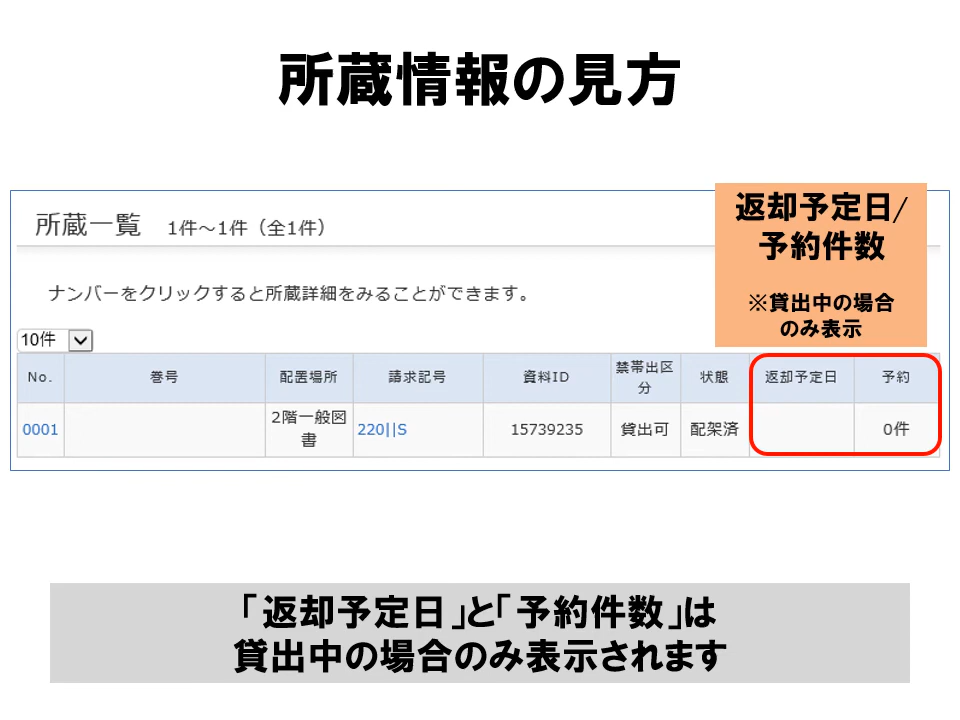 所蔵情報の見方
返却予定日/
予約件数
※貸出中の場合
のみ表示
所蔵一覧 1件～1件（全1件）
ナンバーをクリックすると所蔵詳細をみることができます。
10件
No. 巻号 配置場所 請求記号 資料ID 禁帯出区分 状態 返却予定日 予約
0001 2階一般図書 220||S 15739235 貸出可 配架済 0件
「返却予定日」と「予約件数」は
貸出中の場合のみ表示されます